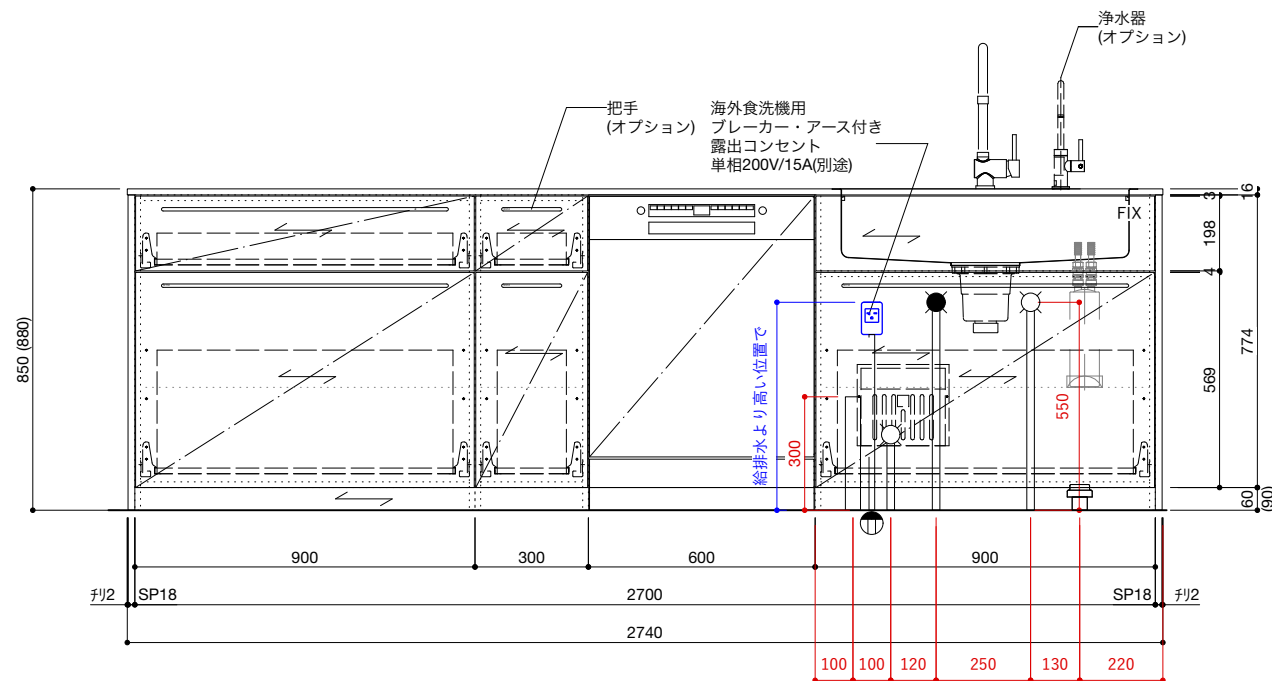 浄水器
(オプション)
把手
(オプション)
海外食洗機用
ブレーカー・アース付き
露出コンセント
単相200V/15A(別途)
FIX
16
3
198
4
774
569
60
(90)
850 (880)
給排水より高い位置で
300
550
900
300
600
900
ﾁﾘ2
SP18
2700
SP18
ﾁﾘ2
2740
100
100
120
250
130
220